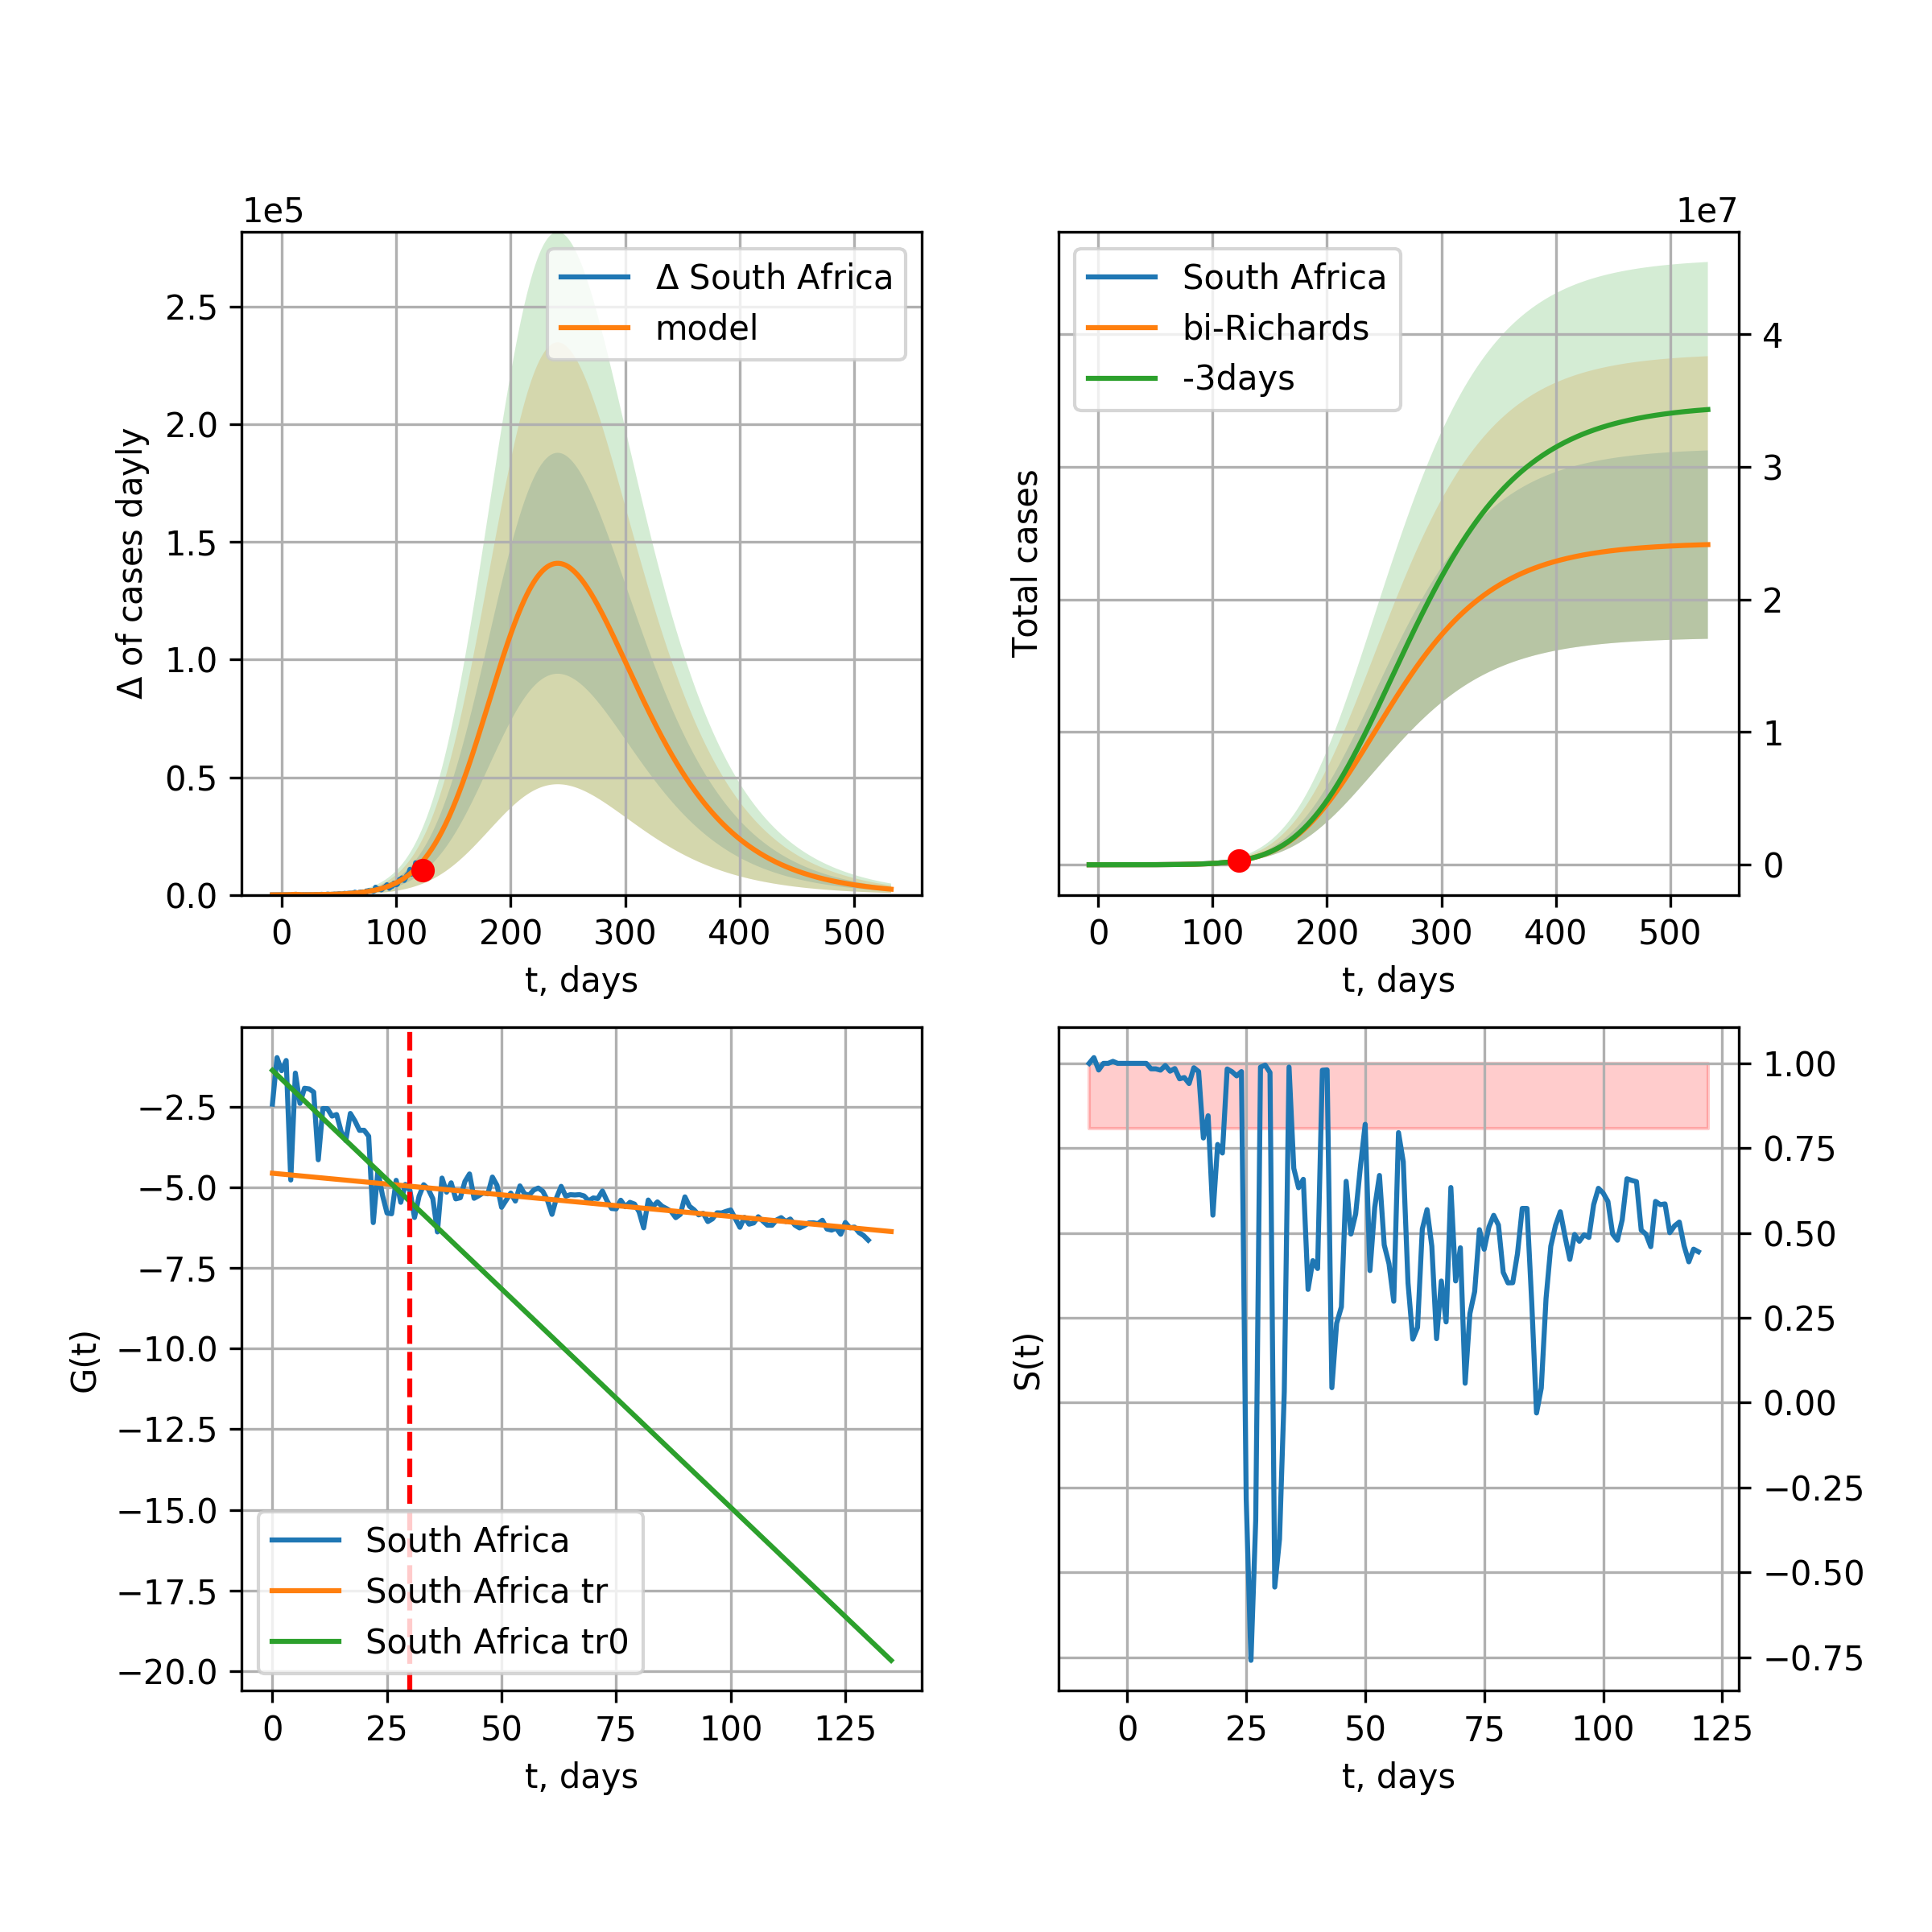 1e5
Δ South Africa
model
2.5
2.0
1.5
1.0
0.5
0.0
Δ of cases dayly
0 100 200 300 400 500
t, days
1e7
South Africa
bi-Richards
-3days
4
3
2
1
0
Total cases
0 100 200 300 400 500
t, days
−2.5
−5.0
−7.5
−10.0
−12.5
−15.0
−17.5
−20.0
G(t)
South Africa
South Africa tr
South Africa tr0
0 25 50 75 100 125
t, days
1.00
0.75
0.50
0.25
0.00
−0.25
−0.50
−0.75
S(t)
0 25 50 75 100 125
t, days